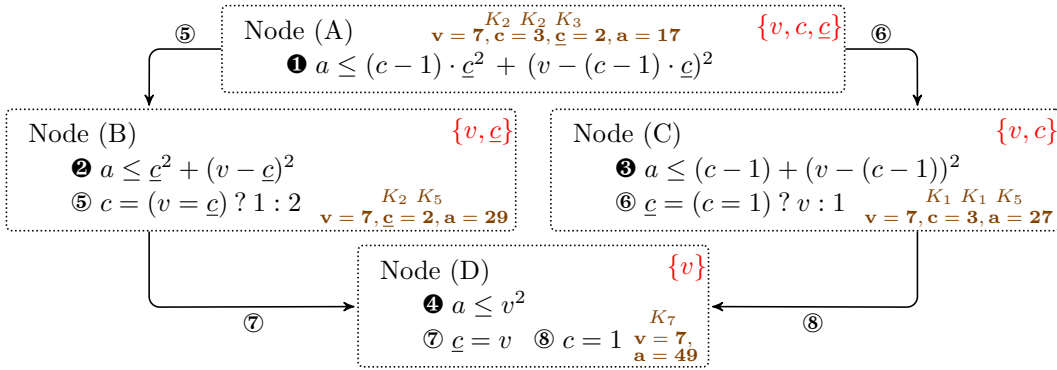 Node (A) K₂ K₂ K₃ {v, c, c̲}
v = 7, c = 3, c̲ = 2, a = 17
❶ a ≤ (c − 1) · c̲² + (v − (c − 1) · c̲)²
⑤
⑥
Node (B) {v, c̲}
❷ a ≤ c̲² + (v − c̲)²
⑤ c = (v = c̲) ? 1 : 2 K₂ K₅
v = 7, c̲ = 2, a = 29
Node (C) {v, c}
❸ a ≤ (c − 1) + (v − (c − 1))²
⑥ c̲ = (c = 1) ? v : 1 K₁ K₁ K₅
v = 7, c = 3, a = 27
Node (D) {v}
❹ a ≤ v²
⑦ c̲ = v ⑧ c = 1 K₇
v = 7,
a = 49
⑦
⑧